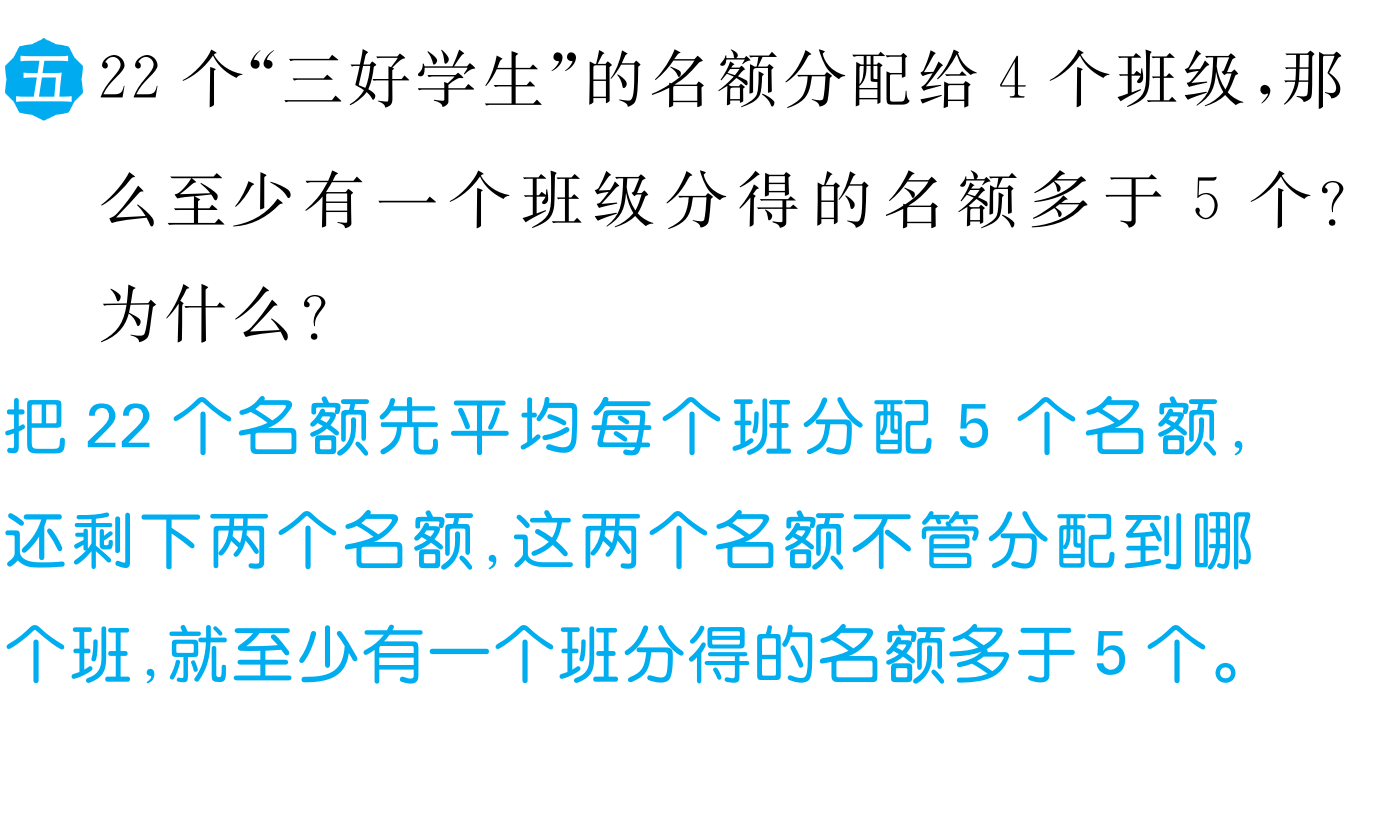 五 22 个“三好学生”的名额分配给 4 个班级,那
么至少有一个班级分得的名额多于 5 个?
为什么?
把 22 个名额先平均每个班分配 5 个名额,
还剩下两个名额,这两个名额不管分配到哪
个班,就至少有一个班分得的名额多于 5 个。